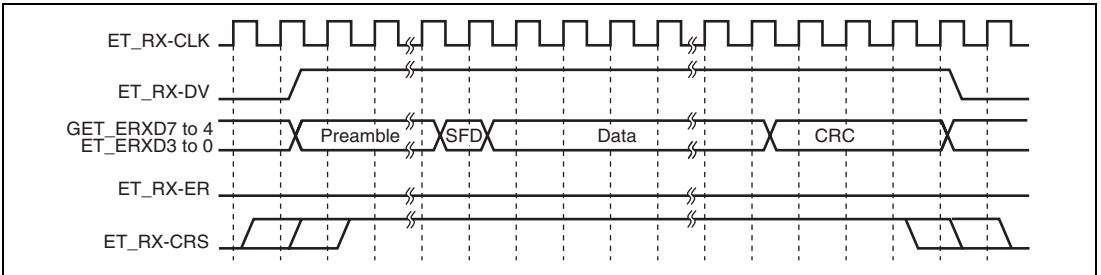 ET_RX-CLK
ET_RX-DV
GET_ERXD7 to 4
ET_ERXD3 to 0
Preamble SFD Data CRC
ET_RX-ER
ET_RX-CRS